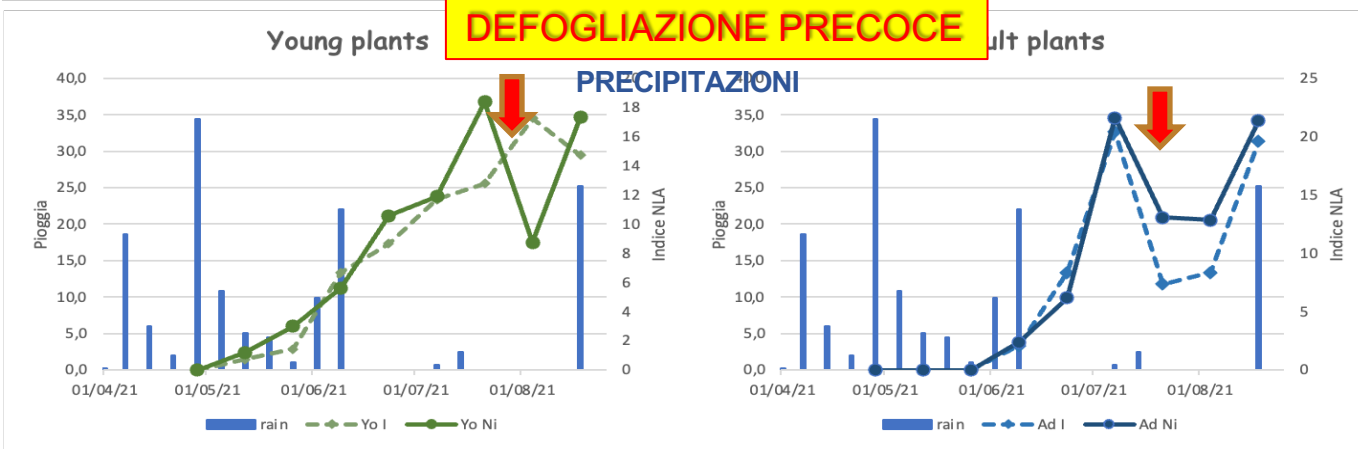 DEFOGLIAZIONE PRECOCE
PRECIPITAZIONI
Young plants
40,0
35,0
30,0
25,0
20,0
15,0
10,0
5,0
0,0
Pioggia
18
16
14
12
10
8
6
4
2
0
Indice NLA
01/04/21 01/05/21 01/06/21 01/07/21 01/08/21
rain Yo I Yo Ni
ult plants
40,0
35,0
30,0
25,0
20,0
15,0
10,0
5,0
0,0
Pioggia
25
20
15
10
5
0
Indice NLA
01/04/21 01/05/21 01/06/21 01/07/21 01/08/21
rain Ad I Ad Ni